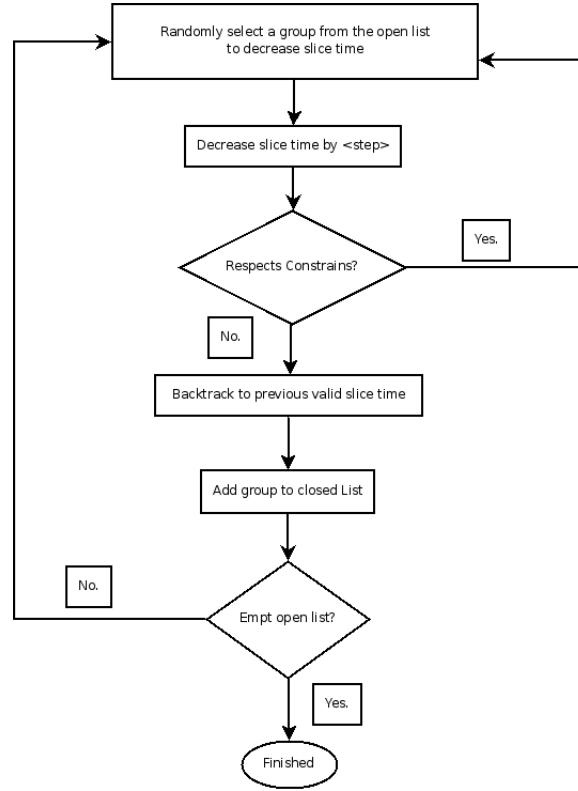 Randomly select a group from the open list
to decrease slice time
Decrease slice time by <step>
Respects Constrains?
Yes.
No.
Backtrack to previous valid slice time
Add group to closed List
Empt open list?
No.
Yes.
Finished